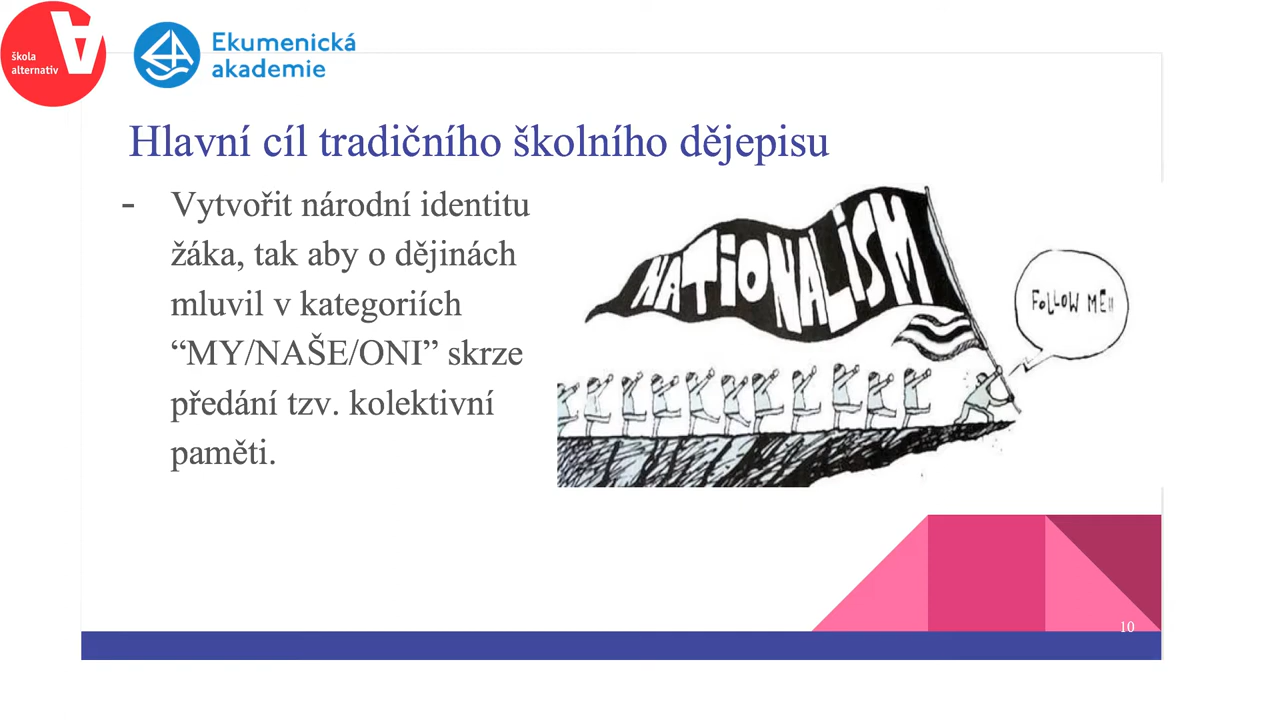 škola
alternativ
Ekumenická
akademie
Hlavní cíl tradičního školního dějepisu
- Vytvořit národní identitu
žáka, tak aby o dějinách
mluvil v kategoriích
“MY/NAŠE/ONI” skrze
předání tzv. kolektivní
paměti.
NATiONALiSM
FOLLOW ME!!
10